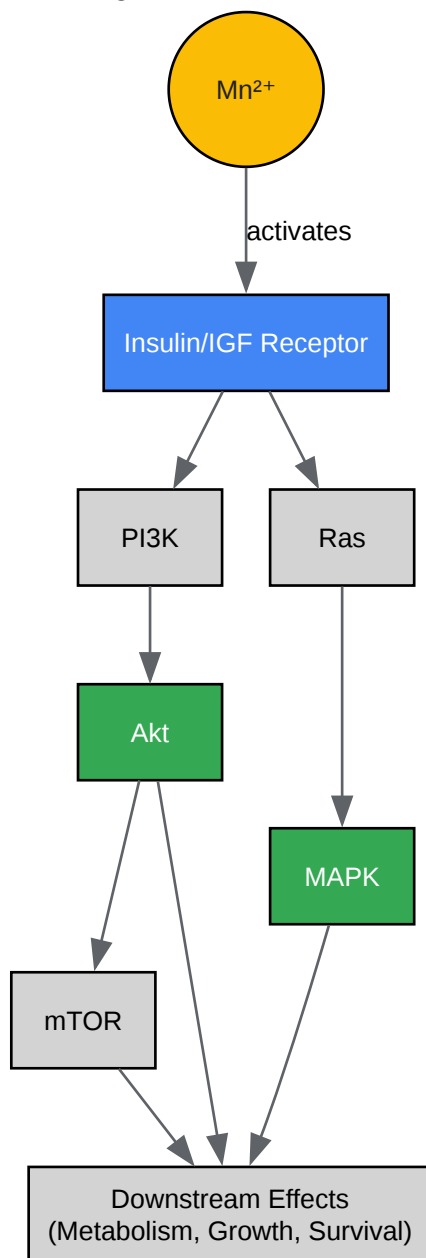 Mn²⁺
activates
Insulin/IGF Receptor
PI3K
Ras
Akt
MAPK
mTOR
Downstream Effects
(Metabolism, Growth, Survival)